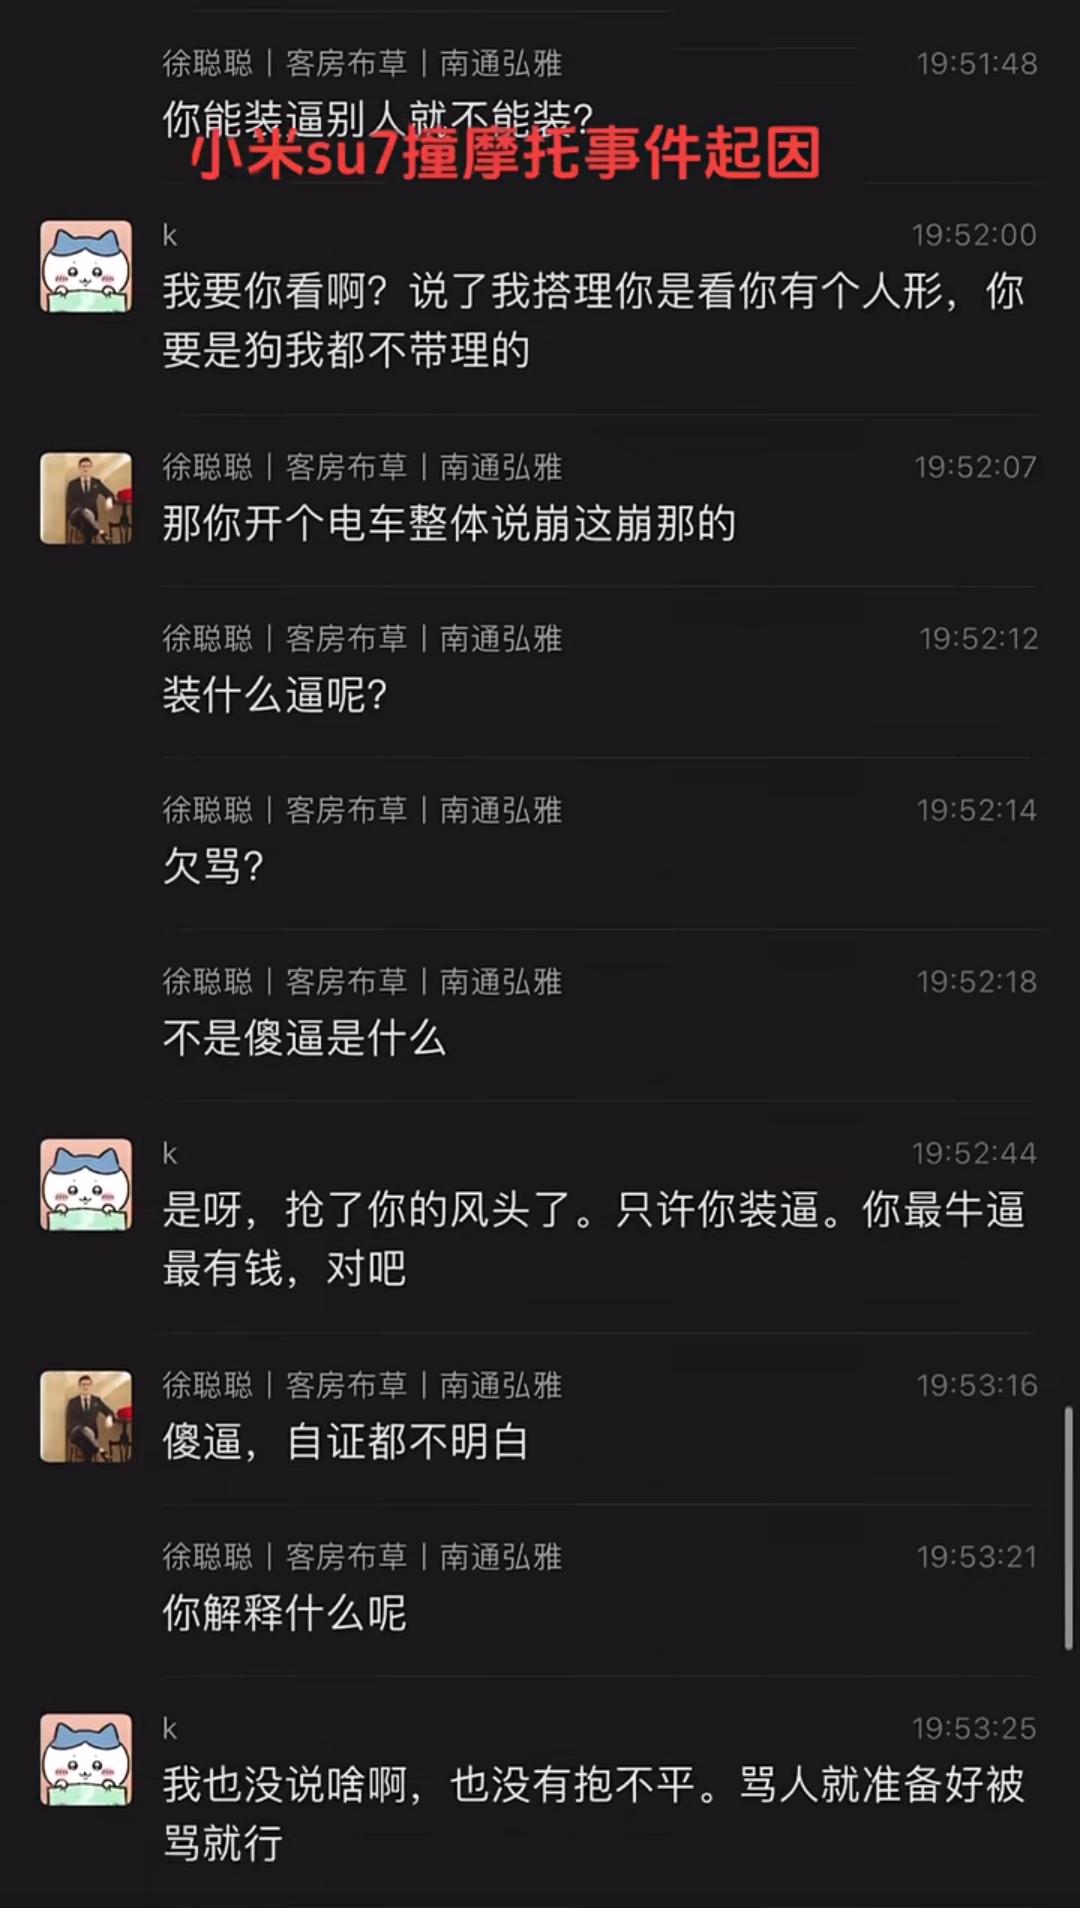 徐聪聪丨客房布草丨南通弘雅 19:51:48
你能装逼别人就不能装?
小米su7撞摩托事件起因
k 19:52:00
我要你看啊?说了我搭理你是看你有个人形，你
要是狗我都不带理的
徐聪聪丨客房布草丨南通弘雅 19:52:07
那你开个电车整体说崩这崩那的
徐聪聪丨客房布草丨南通弘雅 19:52:12
装什么逼呢?
徐聪聪丨客房布草丨南通弘雅 19:52:14
欠骂?
徐聪聪丨客房布草丨南通弘雅 19:52:18
不是傻逼是什么
k 19:52:44
是呀，抢了你的风头了。只许你装逼。你最牛逼
最有钱，对吧
徐聪聪丨客房布草丨南通弘雅 19:53:16
傻逼，自证都不明白
徐聪聪丨客房布草丨南通弘雅 19:53:21
你解释什么呢
k 19:53:25
我也没说啥啊，也没有抱不平。骂人就准备好被
骂就行